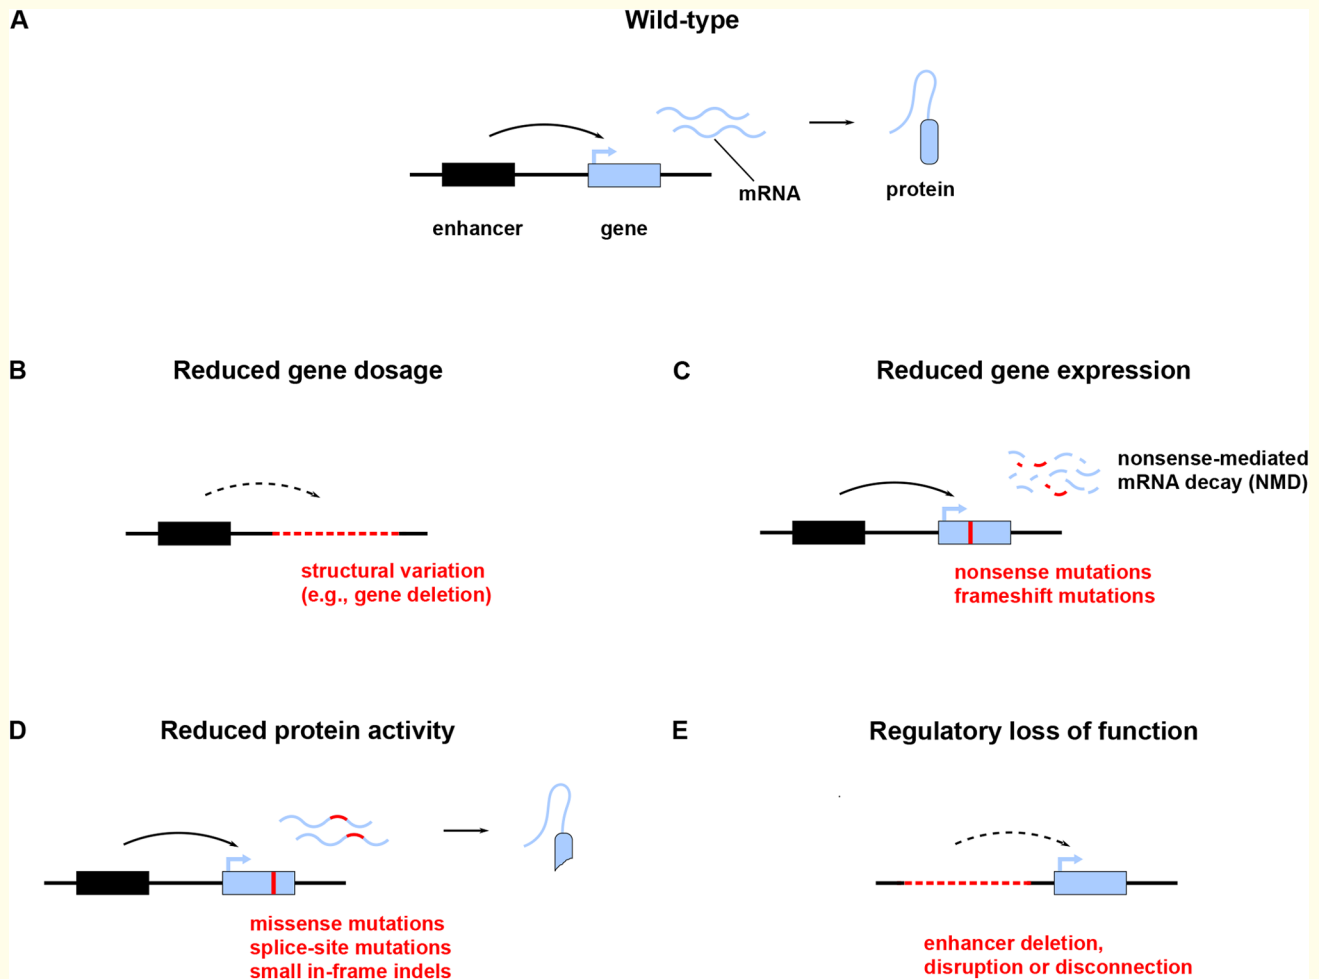 A
Wild-type
mRNA
protein
enhancer
gene
B
Reduced gene dosage
structural variation
(e.g., gene deletion)
C
Reduced gene expression
nonsense-mediated
mRNA decay (NMD)
nonsense mutations
frameshift mutations
D
Reduced protein activity
missense mutations
splice-site mutations
small in-frame indels
E
Regulatory loss of function
enhancer deletion,
disruption or disconnection